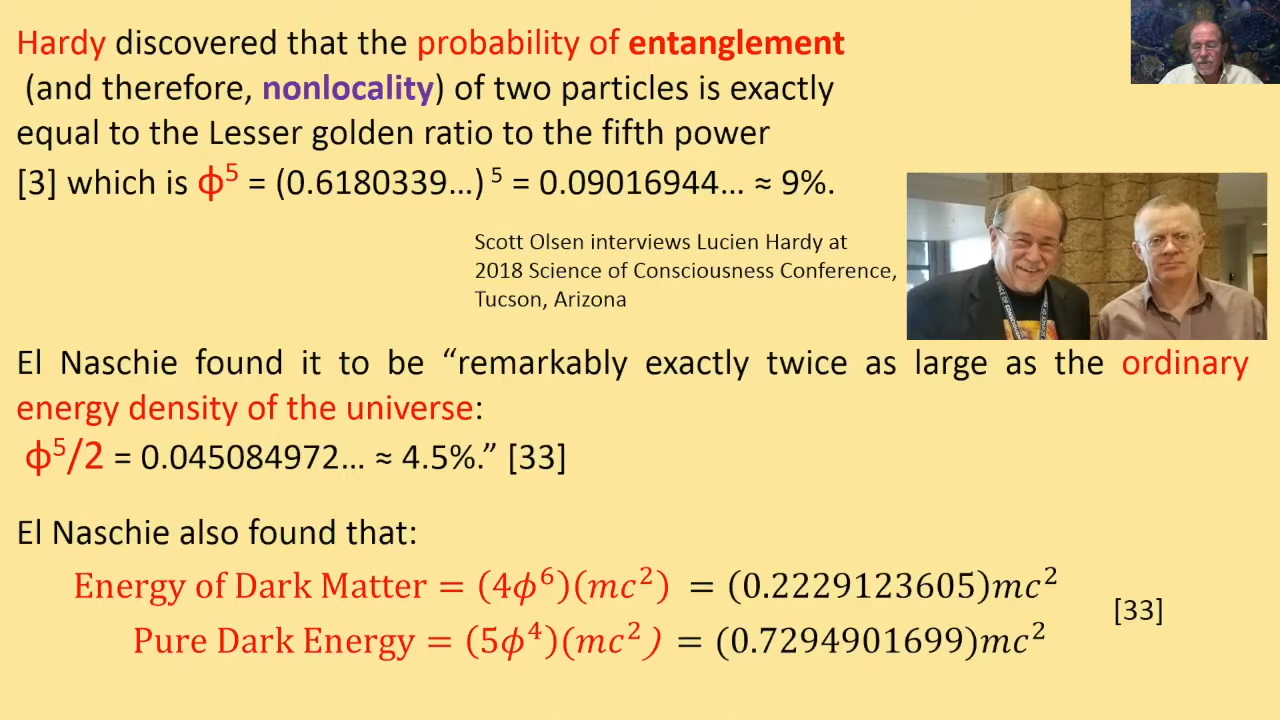 Hardy discovered that the probability of entanglement
(and therefore, nonlocality) of two particles is exactly
equal to the Lesser golden ratio to the fifth power
[3] which is ϕ⁵ = (0.6180339…) ⁵ = 0.09016944… ≈ 9%.
Scott Olsen interviews Lucien Hardy at
2018 Science of Consciousness Conference,
Tucson, Arizona
El Naschie found it to be “remarkably exactly twice as large as the ordinary
energy density of the universe:
ϕ⁵/2 = 0.045084972… ≈ 4.5%.” [33]
El Naschie also found that:
Energy of Dark Matter = (4ϕ⁶)(mc²) = (0.2229123605)mc²
[33]
Pure Dark Energy = (5ϕ⁴)(mc²) = (0.7294901699)mc²